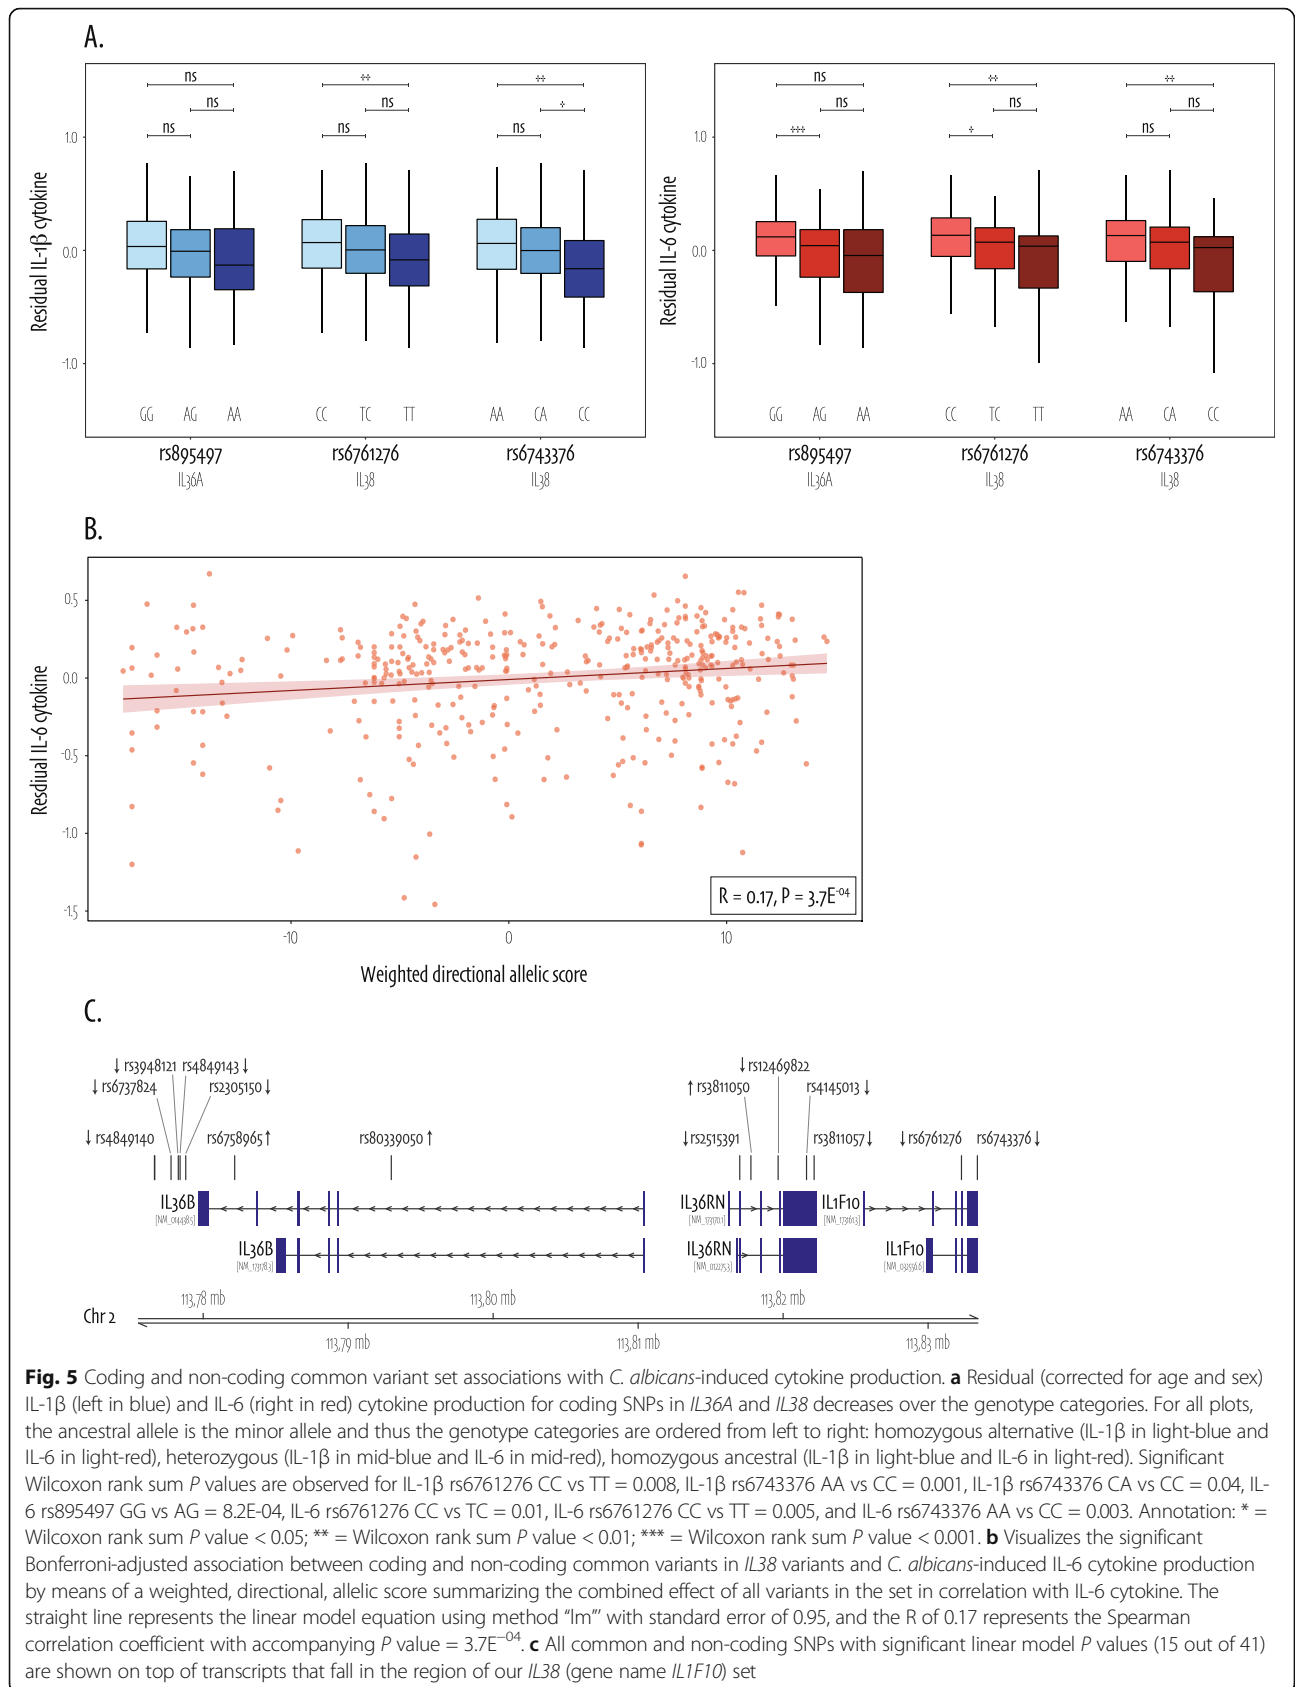 A.
Residual IL-1β cytokine
1.0
0.0
-1.0
ns
ns
ns
‡‡
ns
ns
‡‡
‡
ns
GG AG AA CC TC TT AA CA CC
rs895497 rs6761276 rs6743376
IL36A IL38 IL38
Residual IL-6 cytokine
1.0
0.0
-1.0
ns
ns
‡‡‡
‡‡
ns
‡
‡‡
ns
ns
GG AG AA CC TC TT AA CA CC
rs895497 rs6761276 rs6743376
IL36A IL38 IL38
B.
Resdiual IL-6 cytokine
0.5
0.0
-0.5
-1.0
-1.5
R = 0.17, P = 3.7E-04
-10 0 10
Weighted directional allelic score
C.
↓ rs3948121 rs4849143 ↓ ↓ rs12469822
↓ rs6737824 rs2305150 ↓ ↑ rs3811050 rs4145013 ↓
↓ rs4849140 rs6758965 ↑ rs80339050 ↑ ↓ rs2515391 rs3811057 ↓ ↓ rs6761276 rs6743376 ↓
IL36B IL36RN IL1F10
[NM_014438.5] [NM_173170.1] [NM_173161.3]
IL36B IL36RN IL1F10
[NM_173178.3] [NM_012275.3] [NM_032556.6]
113,78 mb 113,80 mb 113,82 mb
Chr 2
113,79 mb 113,81 mb 113,83 mb
Fig. 5 Coding and non-coding common variant set associations with C. albicans-induced cytokine production. a Residual (corrected for age and sex)
IL-1β (left in blue) and IL-6 (right in red) cytokine production for coding SNPs in IL36A and IL38 decreases over the genotype categories. For all plots,
the ancestral allele is the minor allele and thus the genotype categories are ordered from left to right: homozygous alternative (IL-1β in light-blue and
IL-6 in light-red), heterozygous (IL-1β in mid-blue and IL-6 in mid-red), homozygous ancestral (IL-1β in light-blue and IL-6 in light-red). Significant
Wilcoxon rank sum P values are observed for IL-1β rs6761276 CC vs TT = 0.008, IL-1β rs6743376 AA vs CC = 0.001, IL-1β rs6743376 CA vs CC = 0.04, IL-
6 rs895497 GG vs AG = 8.2E-04, IL-6 rs6761276 CC vs TC = 0.01, IL-6 rs6761276 CC vs TT = 0.005, and IL-6 rs6743376 AA vs CC = 0.003. Annotation: * =
Wilcoxon rank sum P value < 0.05; ** = Wilcoxon rank sum P value < 0.01; *** = Wilcoxon rank sum P value < 0.001. b Visualizes the significant
Bonferroni-adjusted association between coding and non-coding common variants in IL38 variants and C. albicans-induced IL-6 cytokine production
by means of a weighted, directional, allelic score summarizing the combined effect of all variants in the set in correlation with IL-6 cytokine. The
straight line represents the linear model equation using method “lm”’ with standard error of 0.95, and the R of 0.17 represents the Spearman
correlation coefficient with accompanying P value = 3.7E−04. c All common and non-coding SNPs with significant linear model P values (15 out of 41)
are shown on top of transcripts that fall in the region of our IL38 (gene name IL1F10) set